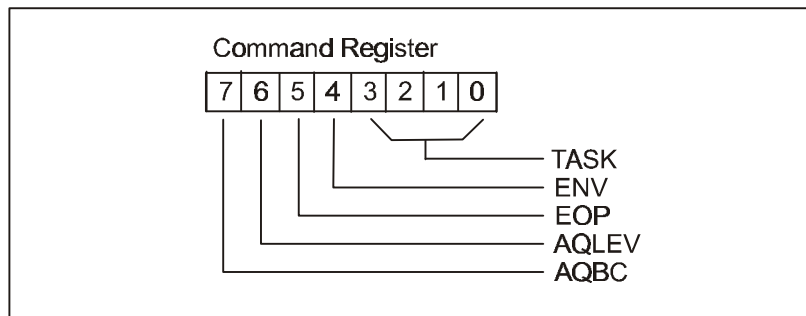 Command Register
7 6 5 4 3 2 1 0
TASK
ENV
EOP
AQLEV
AQBC